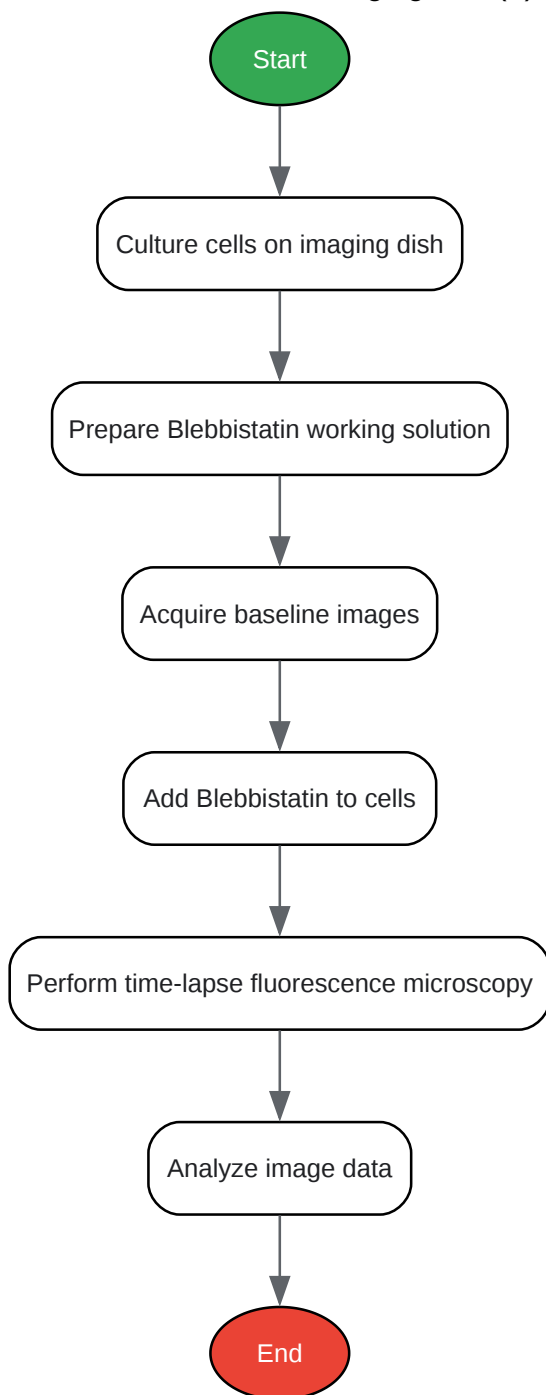 Start
Culture cells on imaging dish
Prepare Blebbistatin working solution
Acquire baseline images
Add Blebbistatin to cells
Perform time-lapse fluorescence microscopy
Analyze image data
End